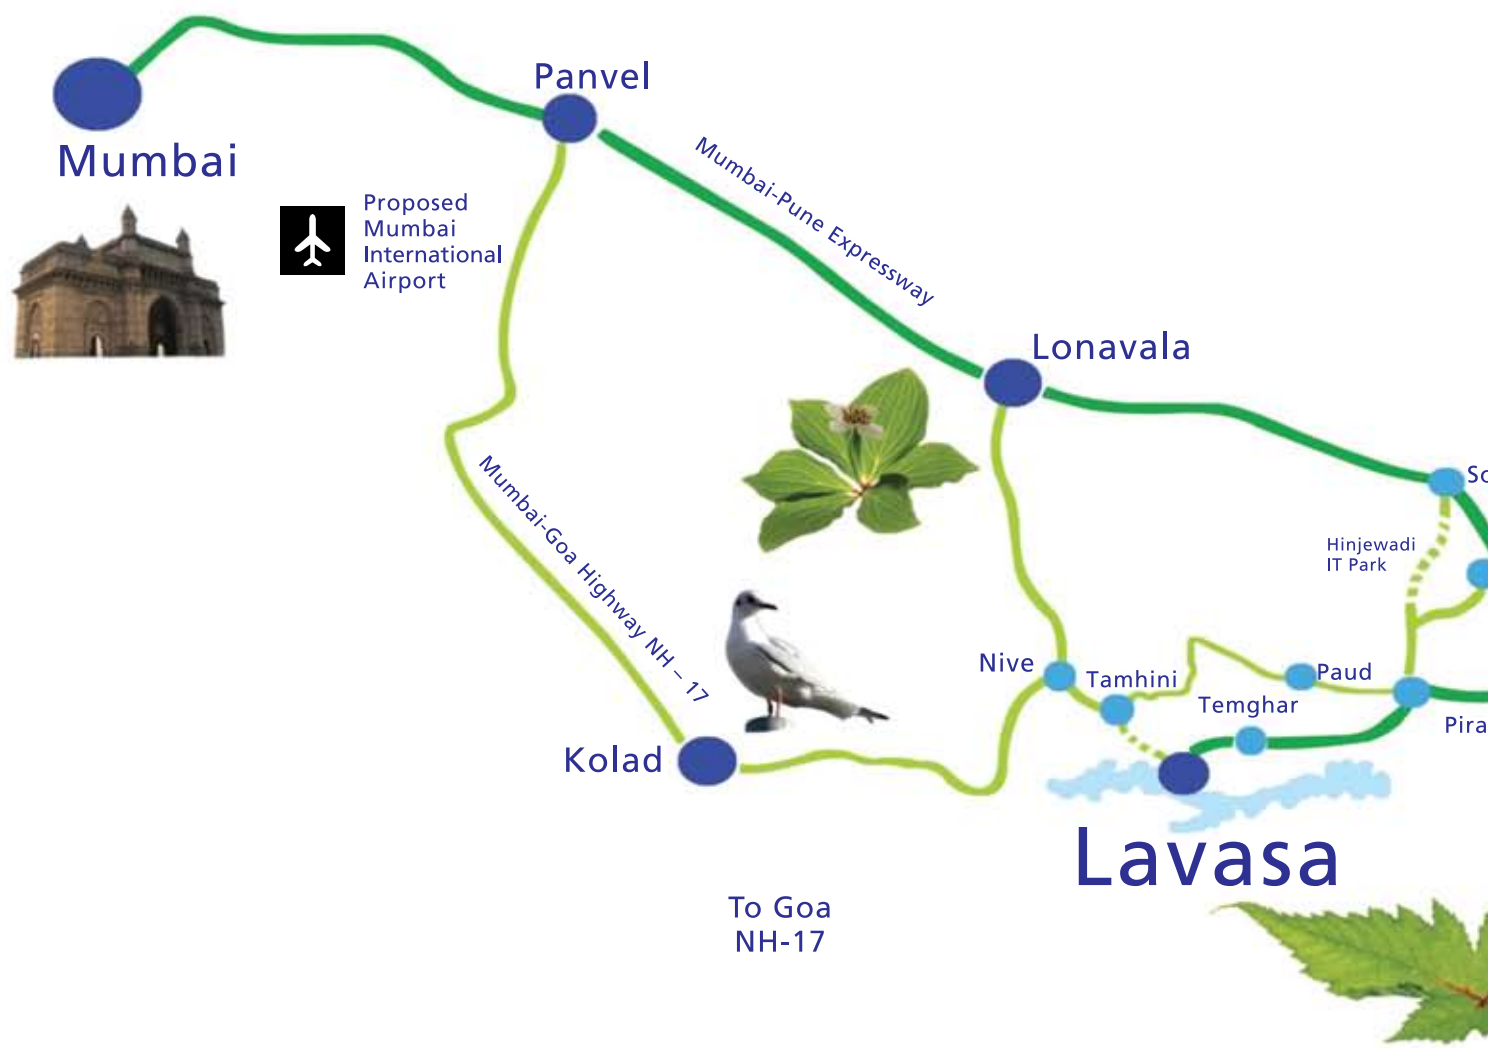 Panvel
Mumbai
Mumbai-Pune Expressway
Proposed
Mumbai
International
Airport
Lonavala
Mumbai-Goa Highway NH – 17
Hinjewadi
IT Park
Nive
Tamhini
Paud
Temghar
Kolad
Lavasa
To Goa
NH-17